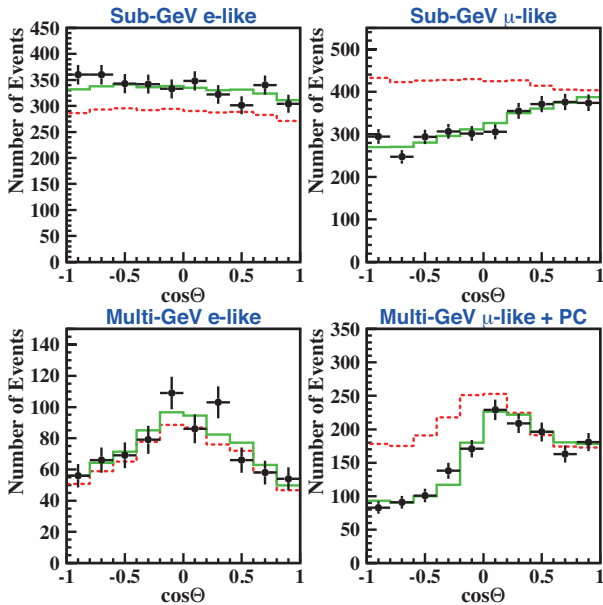 Sub-GeV e-like
Number of Events
450
400
350
300
250
200
150
100
50
0
-1 -0.5 0 0.5 1
cosΘ
Sub-GeV μ-like
Number of Events
500
400
300
200
100
0
-1 -0.5 0 0.5 1
cosΘ
Multi-GeV e-like
Number of Events
140
120
100
80
60
40
20
0
-1 -0.5 0 0.5 1
cosΘ
Multi-GeV μ-like + PC
Number of Events
350
300
250
200
150
100
50
0
-1 -0.5 0 0.5 1
cosΘ